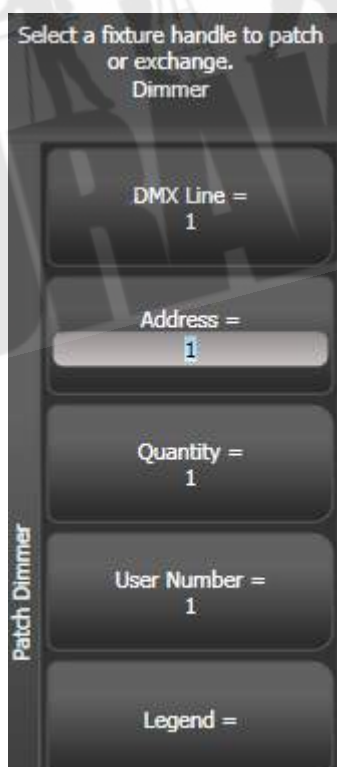 Select a fixture handle to patch
or exchange.
Dimmer
DMX Line =
1
Address =
1
Quantity =
1
User Number =
1
Patch Dimmer
Legend =